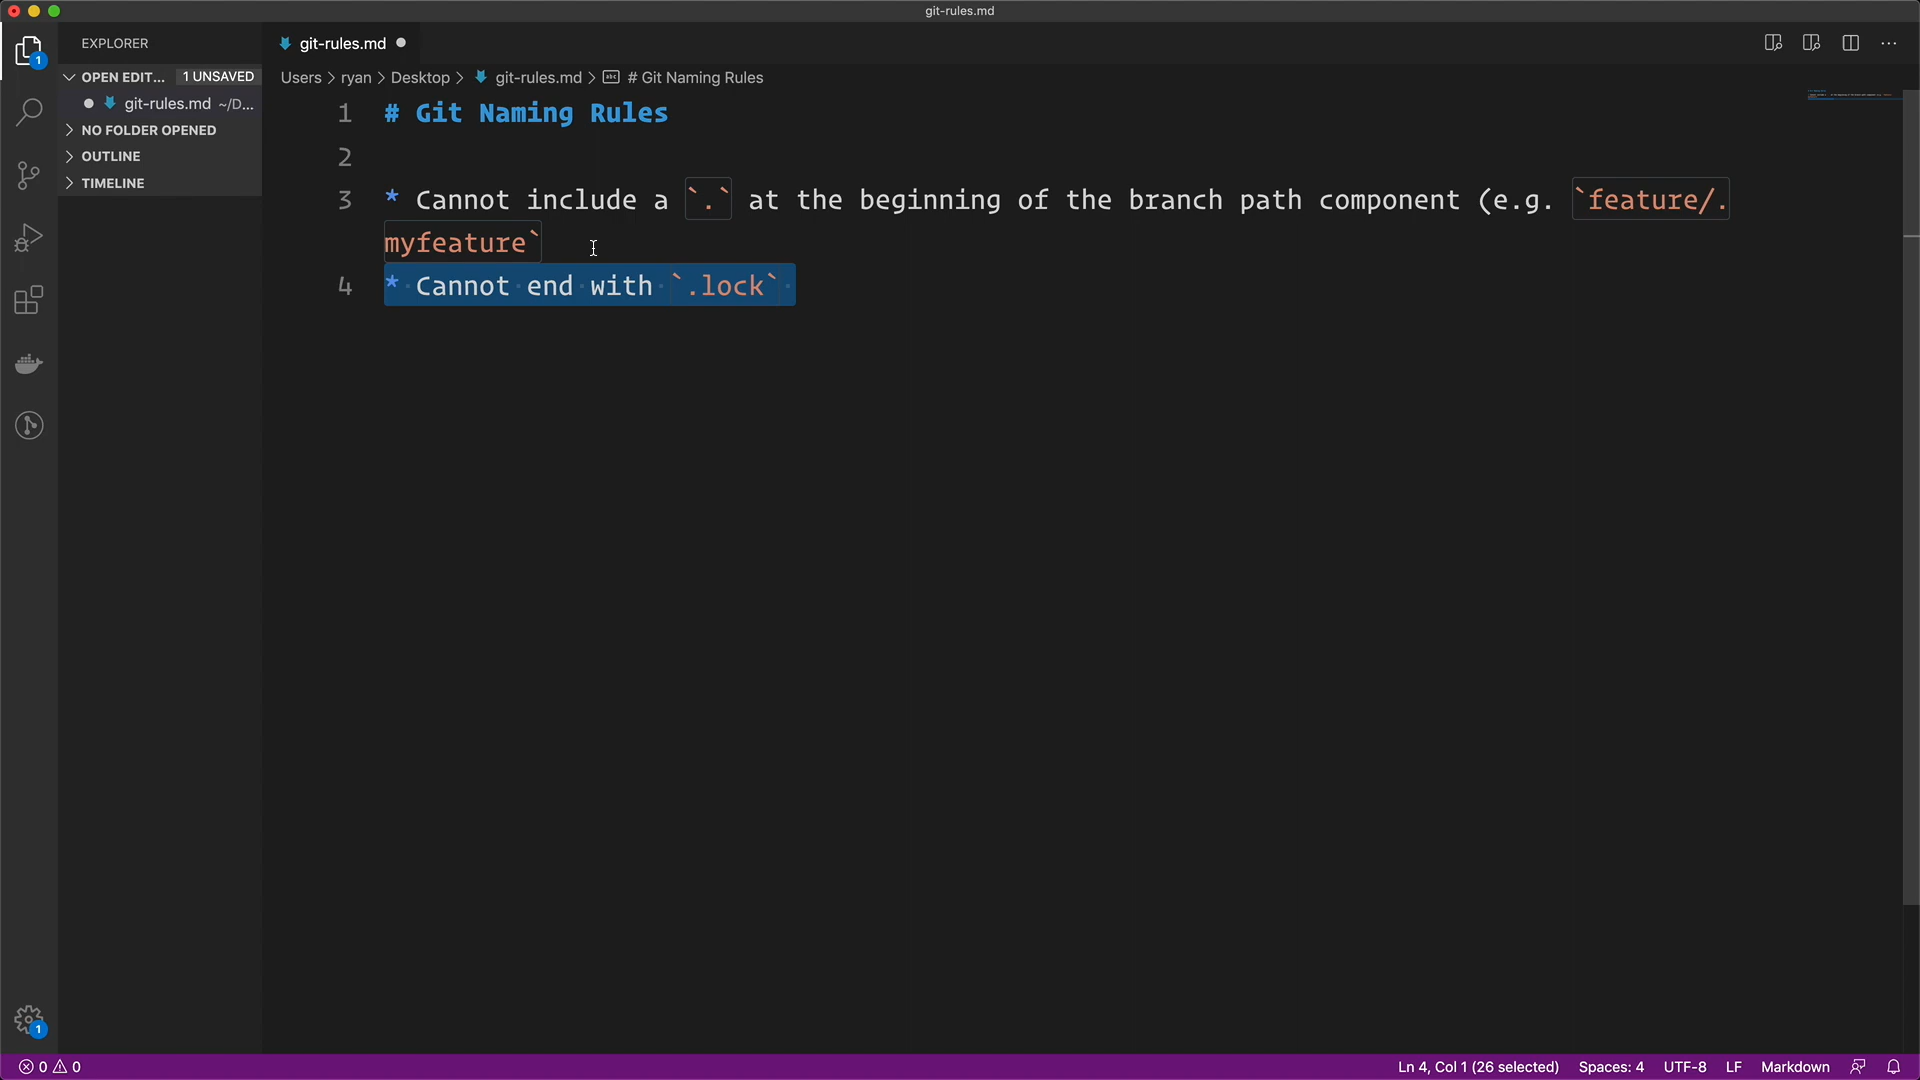 git-rules.md
EXPLORER
OPEN EDIT... 1 UNSAVED
git-rules.md ~/D...
NO FOLDER OPENED
OUTLINE
TIMELINE
1
1
git-rules.md
Users > ryan > Desktop > git-rules.md > # Git Naming Rules
1 # Git Naming Rules
2
3 * Cannot include a `.` at the beginning of the branch path component (e.g. `feature/.
myfeature`
4 * Cannot end with `.lock`
0 0
Ln 4, Col 1 (26 selected) Spaces: 4 UTF-8 LF Markdown